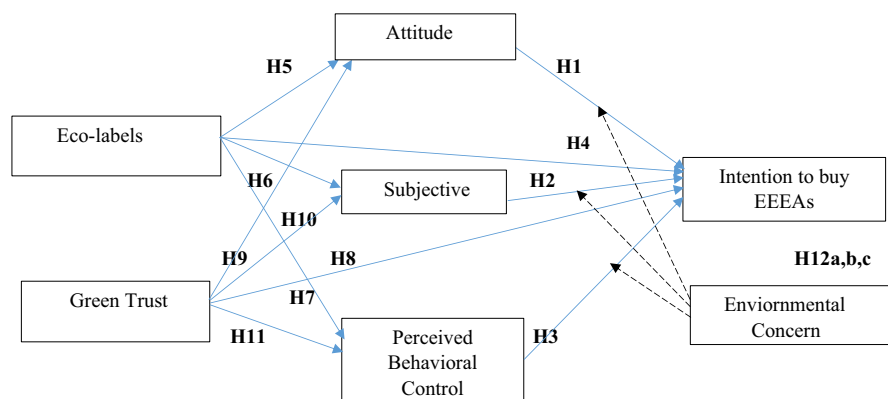 Attitude
H5
H1
Eco-labels
H4
H6
Subjective
H2
Intention to buy
EEEAs
H10
H9
H8
H12a,b,c
Green Trust
H7
Enviornmental
Concern
H11
Perceived
Behavioral
Control
H3